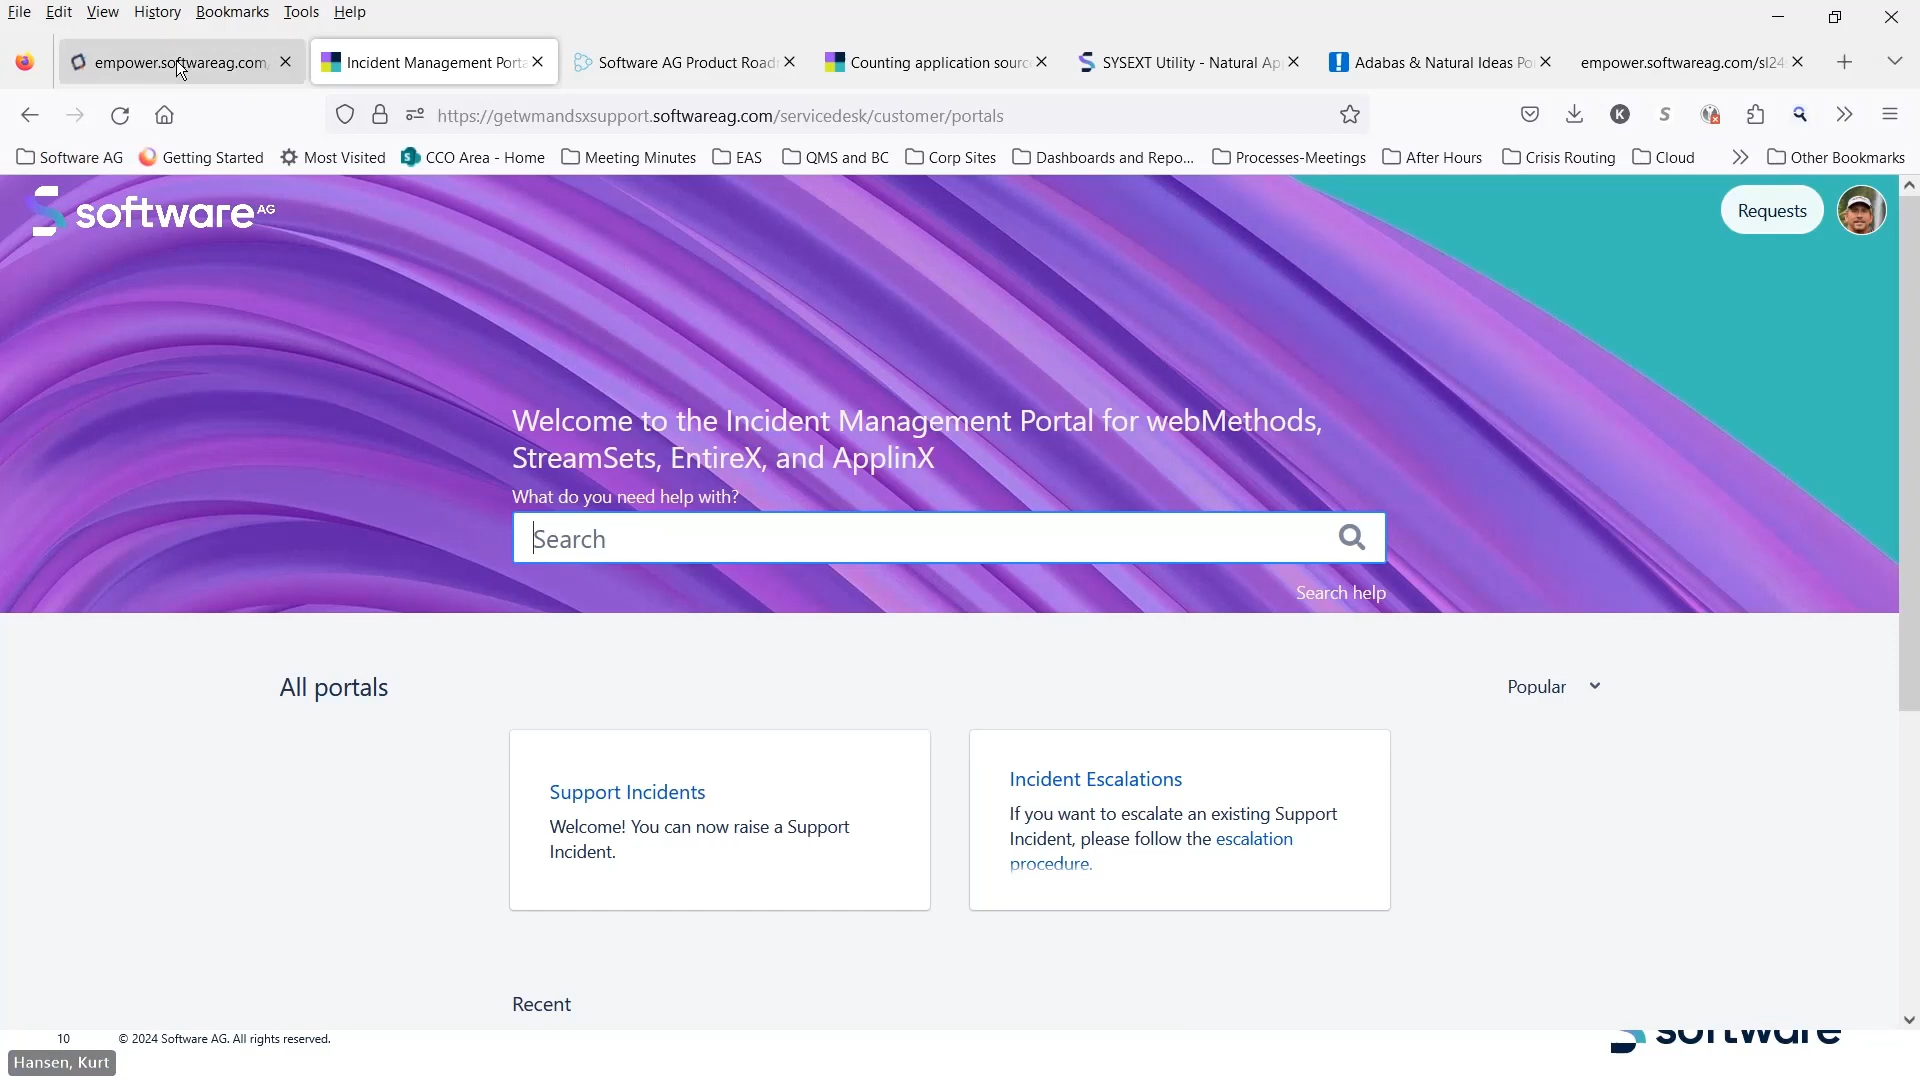 File Edit View History Bookmarks Tools Help
empower.softwareag.com/ Incident Management Porta Software AG Product Road Counting application source SYSEXT Utility - Natural Ap Adabas & Natural Ideas Po empower.softwareag.com/sl24
https://getwmandsxsupport.softwareag.com/servicedesk/customer/portals
K S
Software AG Getting Started Most Visited CCO Area - Home Meeting Minutes EAS QMS and BC Corp Sites Dashboards and Repo... Processes-Meetings After Hours Crisis Routing Cloud Other Bookmarks
software AG
Requests
Welcome to the Incident Management Portal for webMethods,
StreamSets, EntireX, and ApplinX
What do you need help with?
Search
Search help
All portals
Popular
Support Incidents
Welcome! You can now raise a Support
Incident.
Incident Escalations
If you want to escalate an existing Support
Incident, please follow the escalation
procedure.
Recent
10 © 2024 Software AG. All rights reserved.
software
Hansen, Kurt